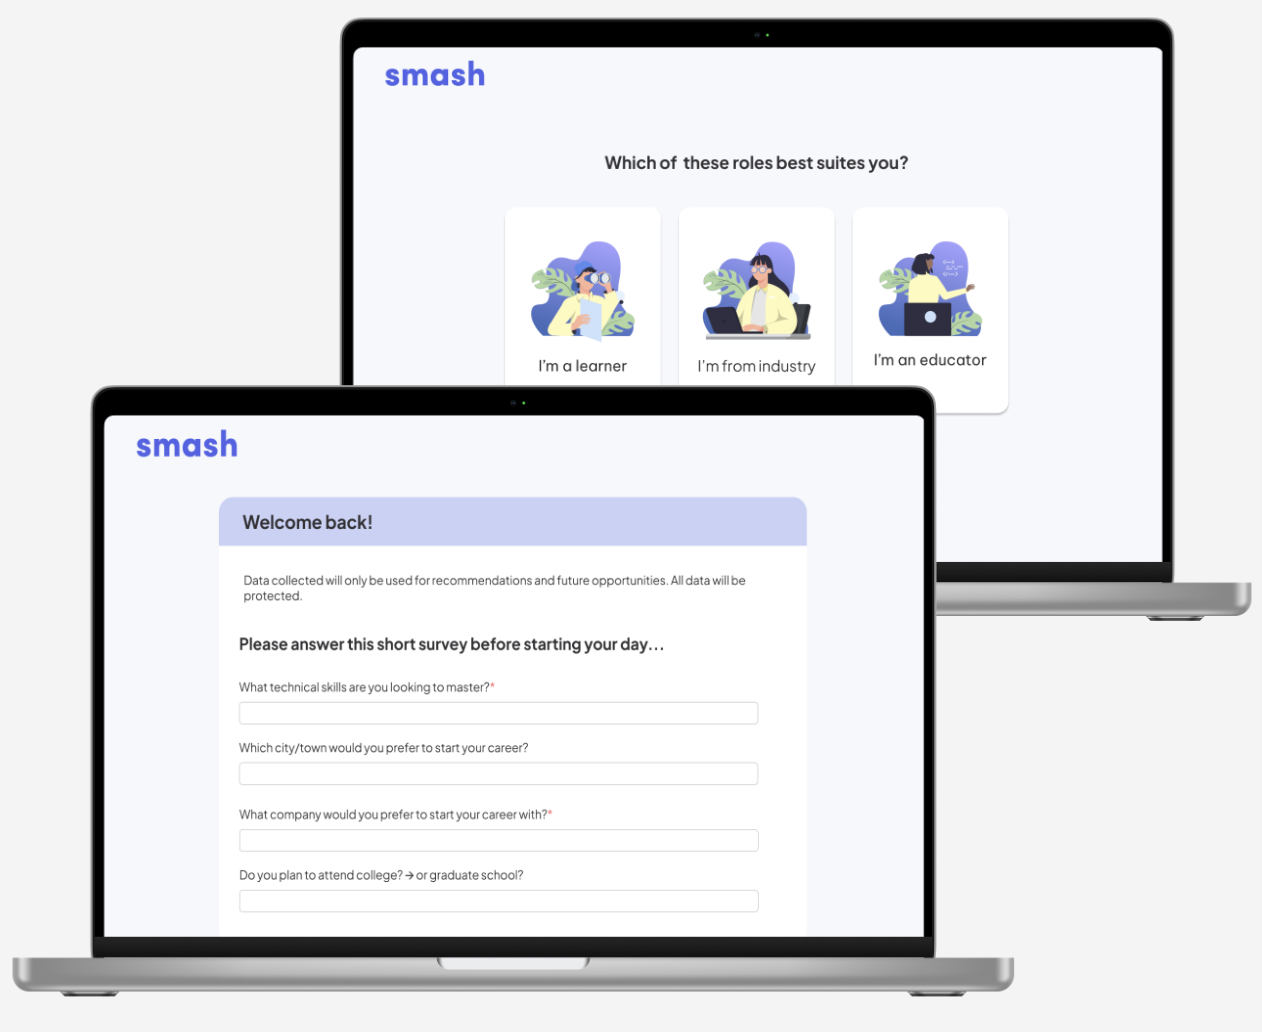 smash
Which of these roles best suites you?
I'm a learner
I'm from industry
I'm an educator
smash
Welcome back!
Data collected will only be used for recommendations and future opportunities. All data will be
protected.
Please answer this short survey before starting your day...
What technical skills are you looking to master?*
Which city/town would you prefer to start your career?
What company would you prefer to start your career with?*
Do you plan to attend college? → or graduate school?